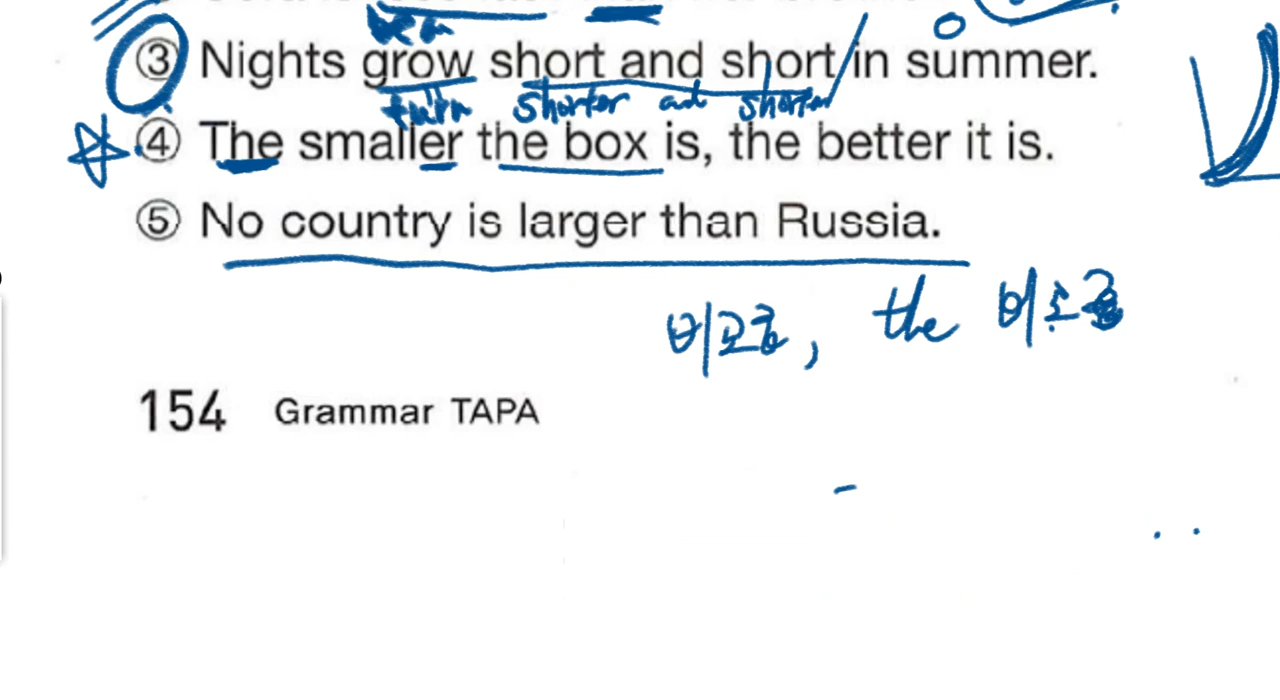 ③ Nights grow short and short in summer.
turn shorter and shorter
④ The smaller the box is, the better it is.
⑤ No country is larger than Russia.
비교급, the 비교급
154 Grammar TAPA